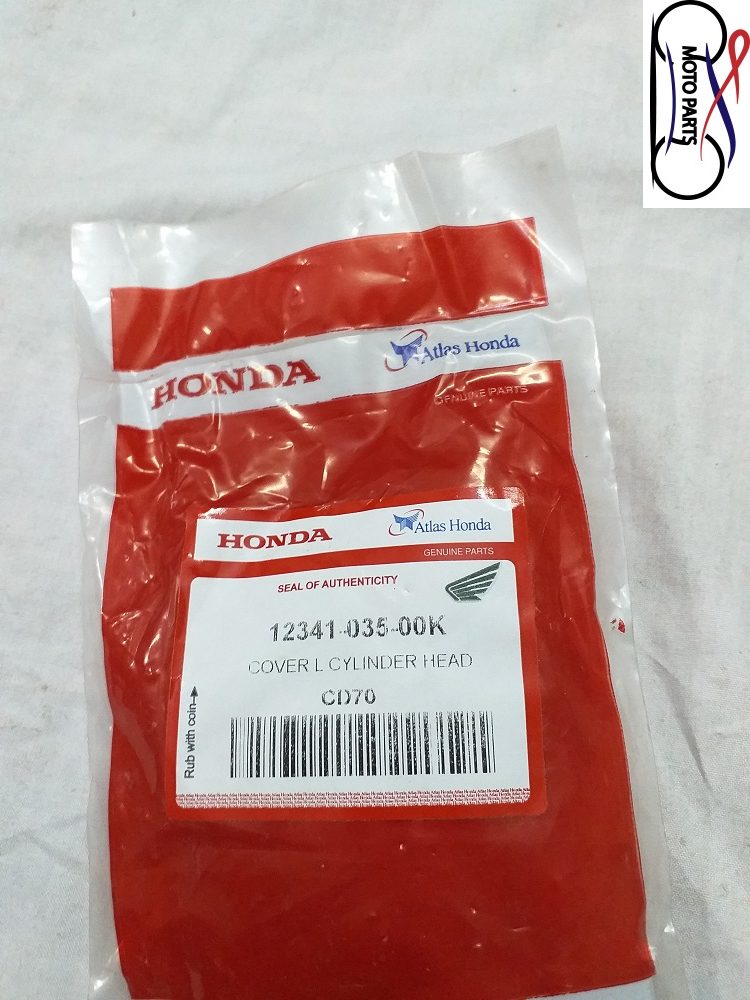 MOTO PARTS
HONDA Atlas Honda
GENUINE PARTS
HONDA Atlas Honda
GENUINE PARTS
SEAL OF AUTHENTICITY
12341-035-00K
COVER L CYLINDER HEAD
CD70
Rub with coin→